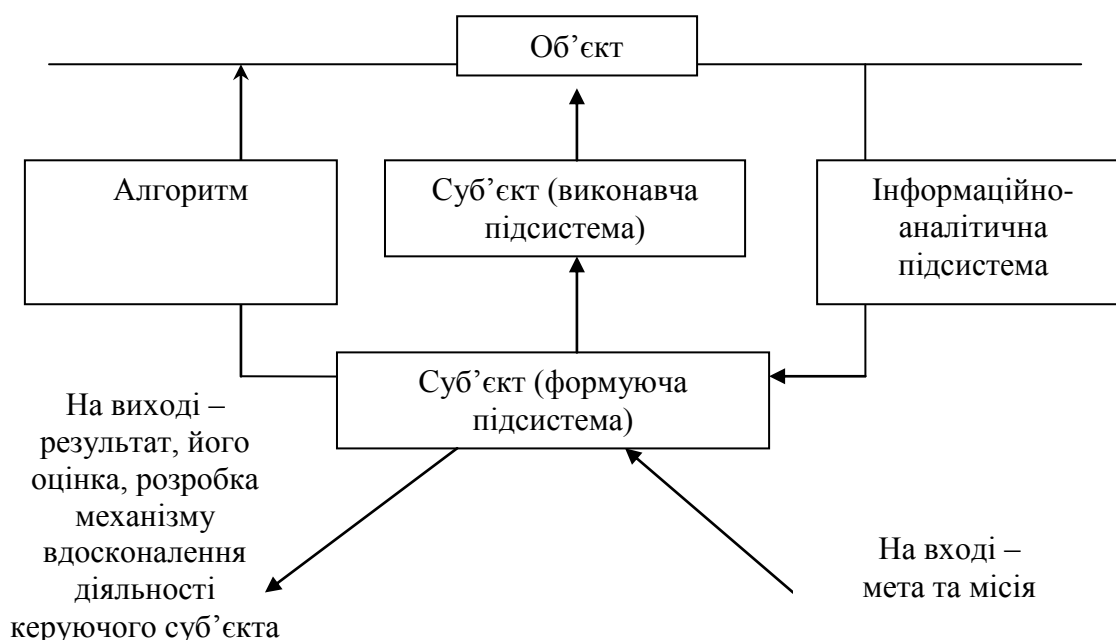 Об’єкт
Алгоритм
Суб’єкт (виконавча
підсистема)
Інформаційно-
аналітична
підсистема
Суб’єкт (формуюча
підсистема)
На виході –
результат, його
оцінка, розробка
механізму
вдосконалення
діяльності
керуючого суб’єкта
На вході –
мета та місія